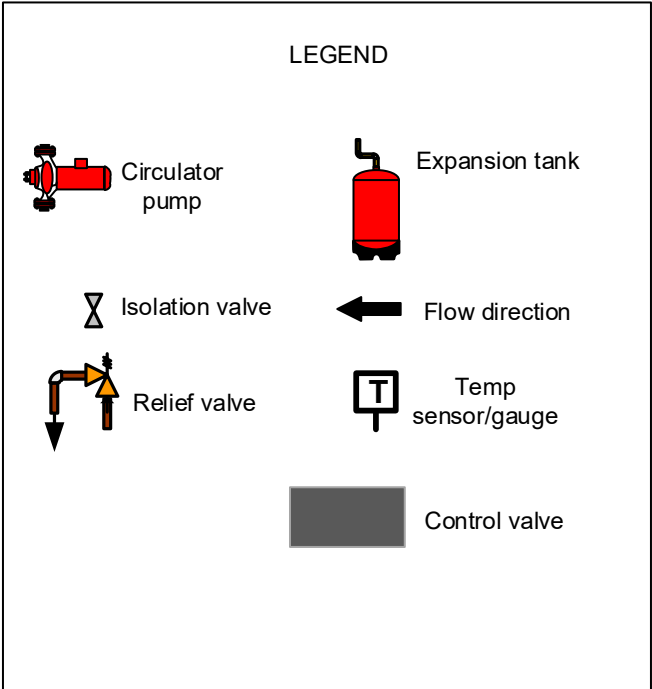 LEGEND
Circulator
pump
Expansion tank
Isolation valve
Flow direction
Relief valve
T
Temp
sensor/gauge
Control valve